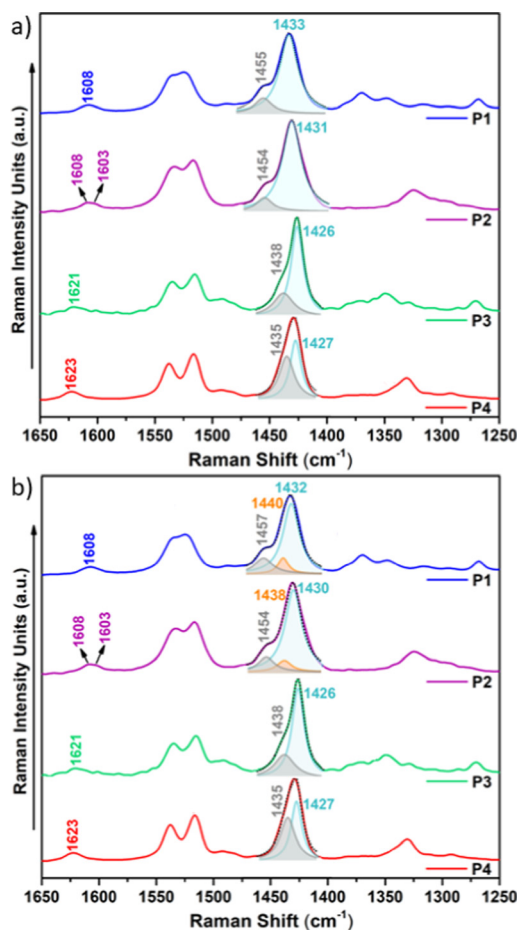 a)
1433
1455
1608
P1
1431
1454
1608
1603
P2
1426
1438
1621
P3
1427
1435
1623
P4
Raman Intensity Units (a.u.)
1650 1600 1550 1500 1450 1400 1350 1300 1250
Raman Shift (cm⁻¹)
b)
1432
1440
1457
1608
P1
1430
1438
1454
1608
1603
P2
1426
1438
1621
P3
1427
1435
1623
P4
Raman Intensity Units (a.u.)
1650 1600 1550 1500 1450 1400 1350 1300 1250
Raman Shift (cm⁻¹)